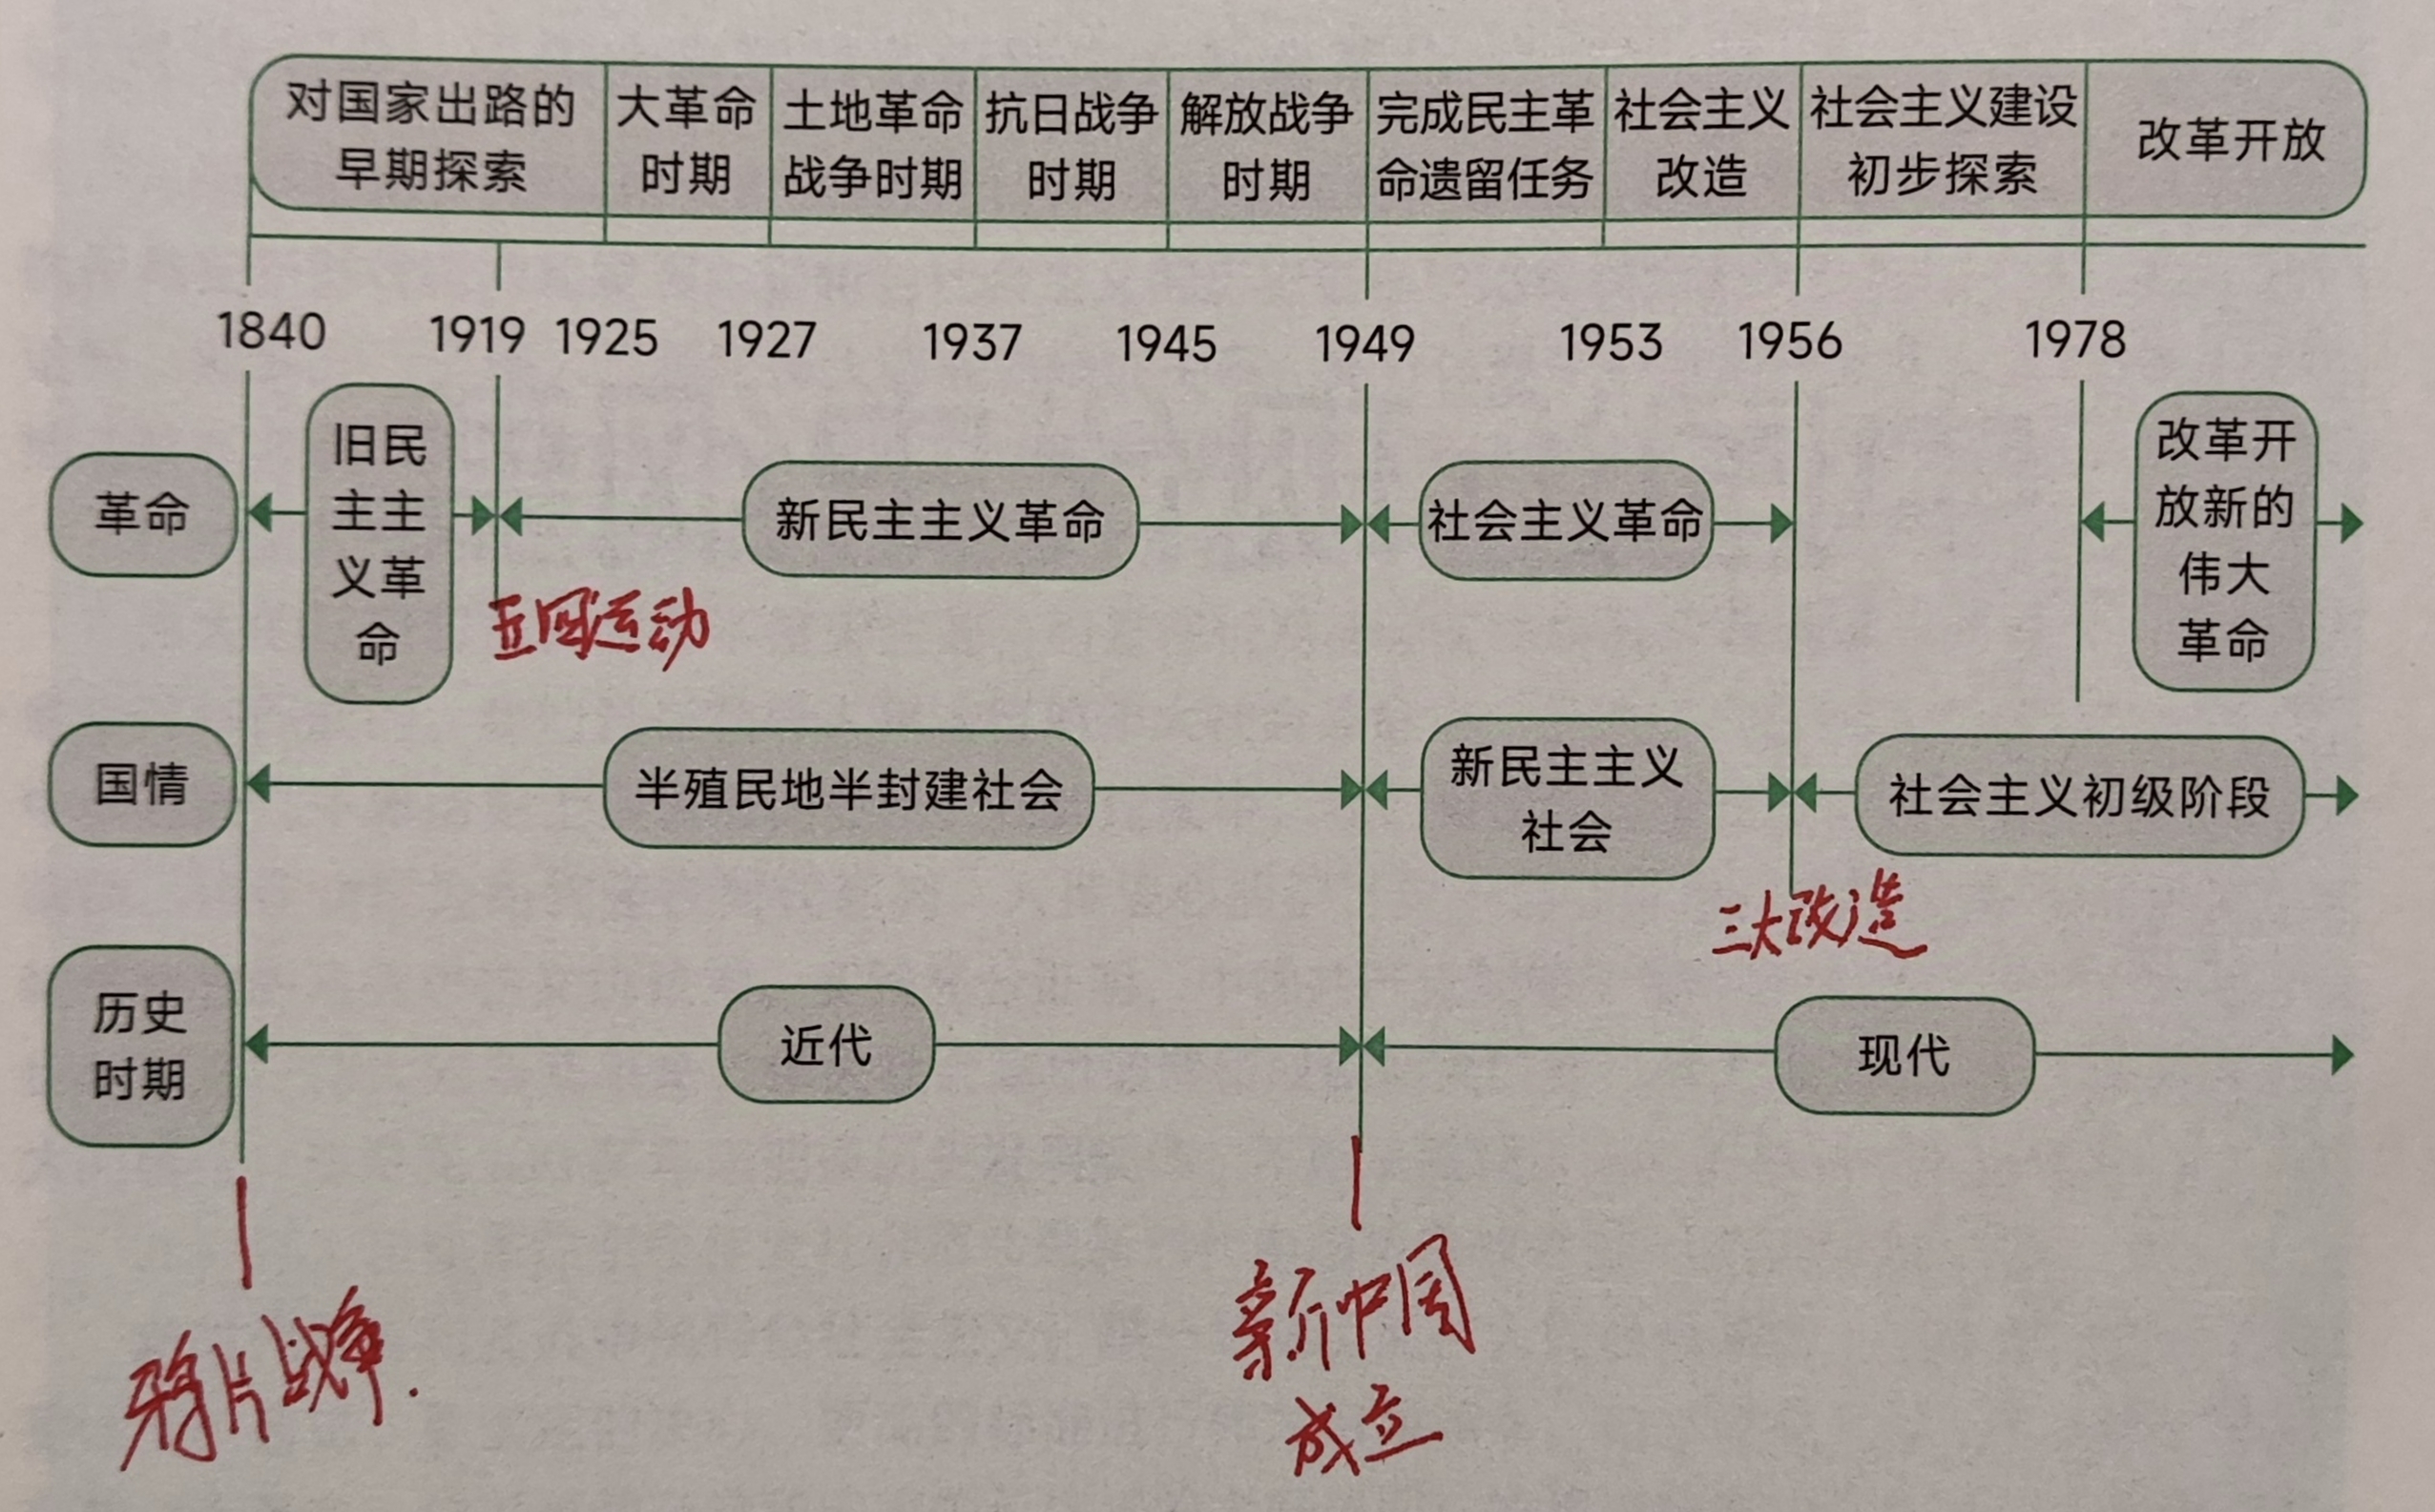 对国家出路的
早期探索
大革命
时期
土地革命
战争时期
抗日战争
时期
解放战争
时期
完成民主革
命遗留任务
社会主义
改造
社会主义建设
初步探索
改革开放
1840
1919
1925
1927
1937
1945
1949
1953
1956
1978
革命
旧民
主主
义革
命
新民主主义革命
社会主义革命
改革开
放新的
伟大
革命
五四运动
国情
半殖民地半封建社会
新民主主义
社会
社会主义初级阶段
三大改造
历史
时期
近代
现代
鸦片战争.
新中国
成立